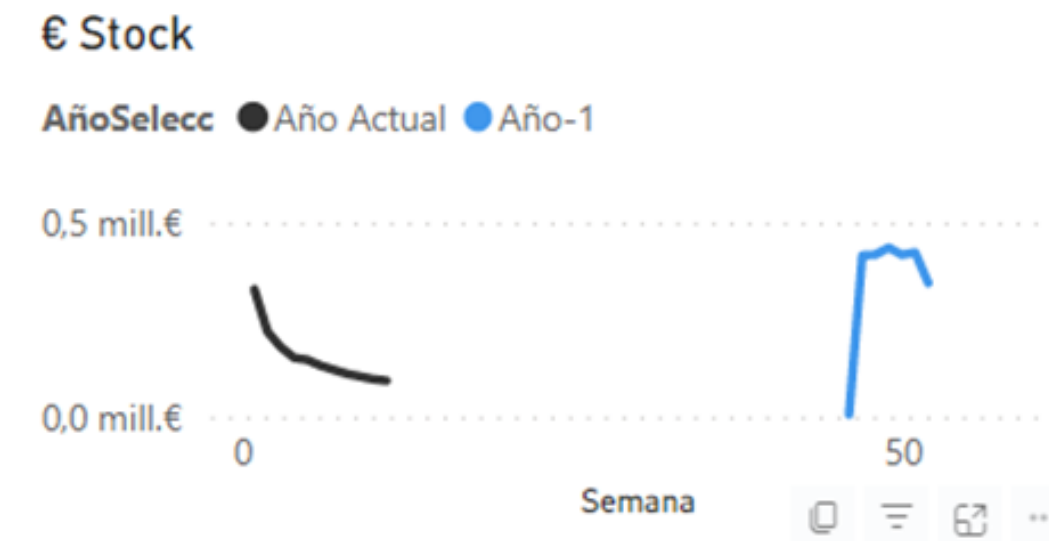 € Stock
AñoSelecc Año Actual Año-1
0,5 mill.€
0,0 mill.€
0 50
Semana